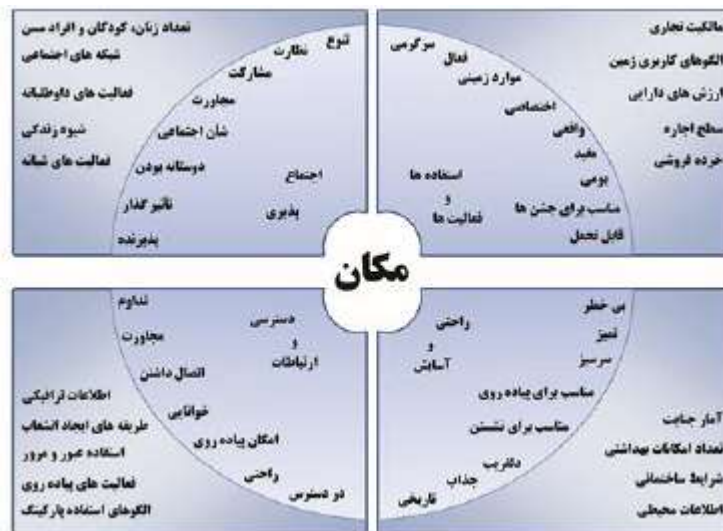 مالکیت تجاری
الگوهای کاربری زمین
ارزش های دارایی
سطح اجاره
خرده فروشی
سرگرمی
فعال
موارد زمینی
اختصاصی
واقعی
مفید
بومی
مناسب برای جشن ها
قابل تحمل
استفاده ها
و
فعالیت ها
تعداد زنان، کودکان و افراد مسن
شبکه های اجتماعی
فعالیت های داوطلبانه
شیوه زندگی
فعالیت های شبانه
تنوع
نظارت
مشارکت
مجاورت
شان اجتماعی
دوستانه بودن
تأثیر گذار
پذیرنده
اجتماع
پذیری
مکان
بی خطر
تمیز
سرسبز
مناسب برای پیاده روی
مناسب برای نشستن
دلفریب
جذاب
تاریخی
راحتی
و
آسایش
آمار جنایت
تعداد امکانات بهداشتی
شرایط ساختمانی
اطلاعات محیطی
تداوم
مجاورت
اتصال داشتن
خوانایی
امکان پیاده روی
راحتی
در دسترس
دسترسی
و
ارتباطات
اطلاعات ترافیکی
طریقه های ایجاد انشعاب
استفاده عبور و مرور
فعالیت های پیاده روی
الگوهای استفاده پارکینگ